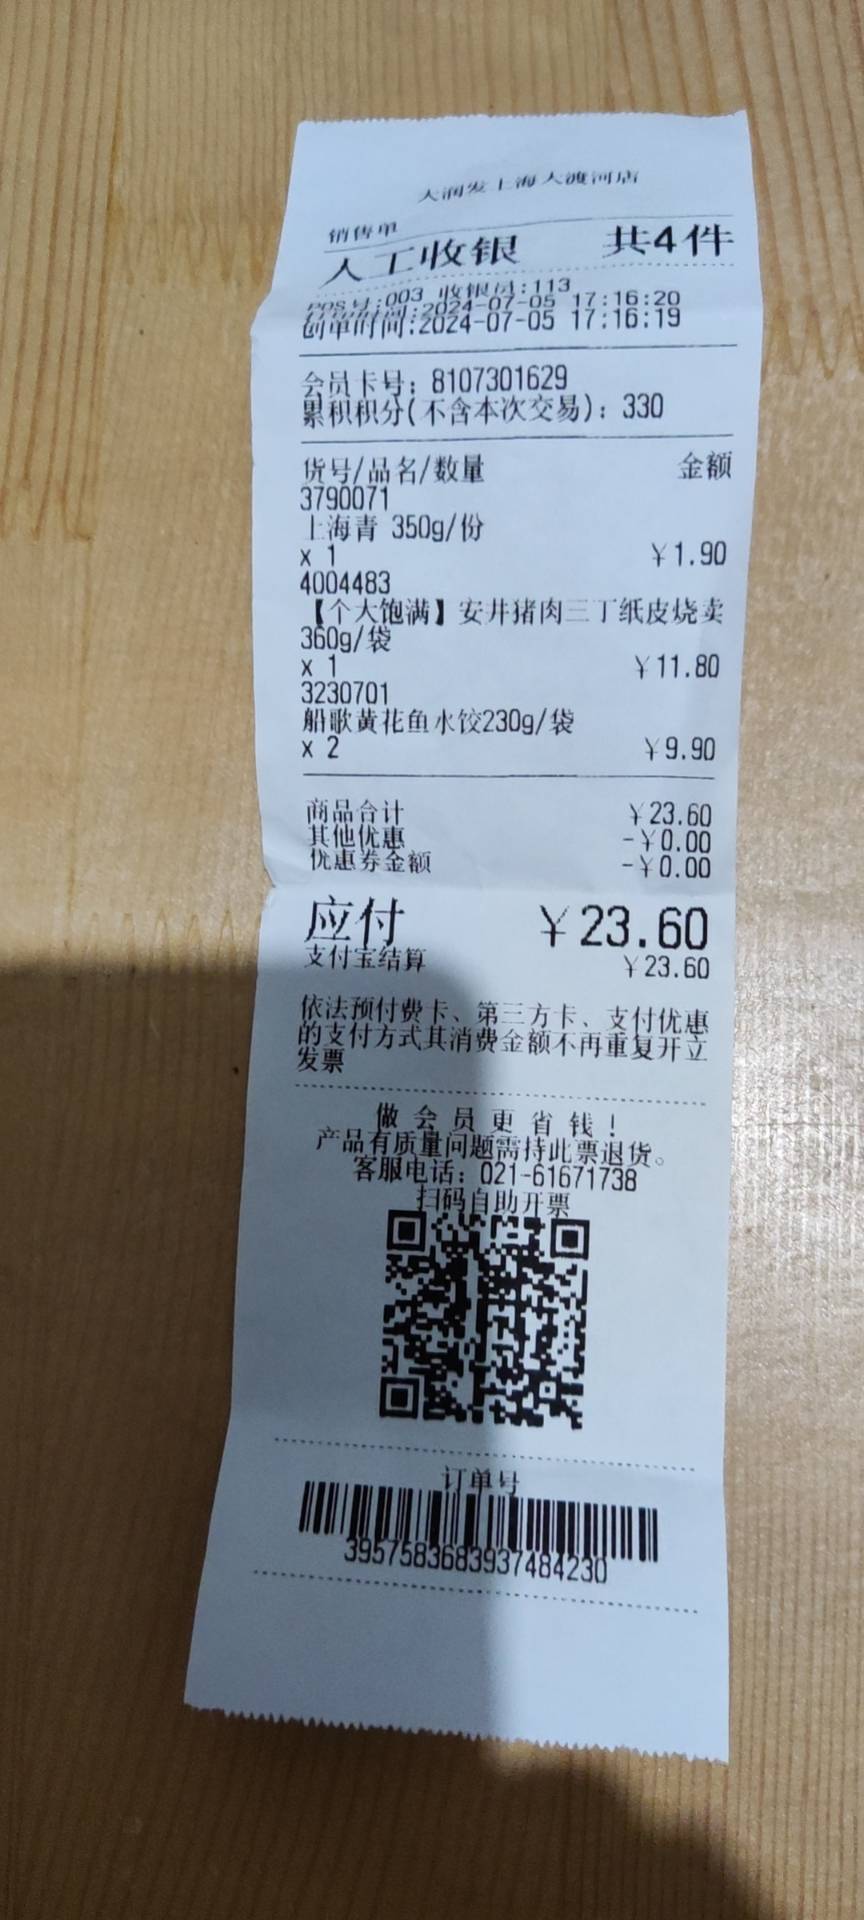 大润发上海大渡河店
销售单
人工收银 共4件
POS号:003 收银员:113
:2024-07-05 17:16:20
创单时间:2024-07-05 17:16:19
会员卡号：8107301629
累积积分(不含本次交易)：330
货号/品名/数量 金额
3790071
上海青 350g/份
x 1 ￥1.90
4004483
【个大饱满】安井猪肉三丁纸皮烧卖
360g/袋
x 1 ￥11.80
3230701
船歌黄花鱼水饺230g/袋
x 2 ￥9.90
商品合计 ￥23.60
其他优惠 -￥0.00
优惠券金额 -￥0.00
应付 ￥23.60
支付宝结算 ￥23.60
依法预付费卡、第三方卡、支付优惠
的支付方式其消费金额不再重复开立
发票
做会员更省钱！
产品有质量问题需持此票退货。
客服电话：021-61671738
扫码自助开票
订单号
3957583683937484230